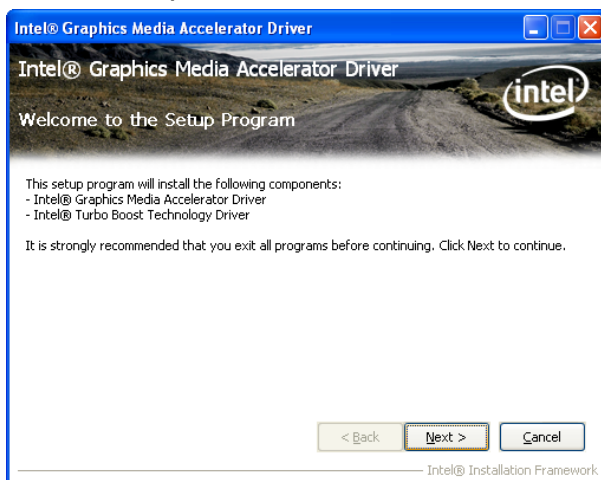 Intel® Graphics Media Accelerator Driver
Intel® Graphics Media Accelerator Driver
intel®
Welcome to the Setup Program
This setup program will install the following components:
- Intel® Graphics Media Accelerator Driver
- Intel® Turbo Boost Technology Driver
It is strongly recommended that you exit all programs before continuing. Click Next to continue.
< Back Next > Cancel
Intel® Installation Framework